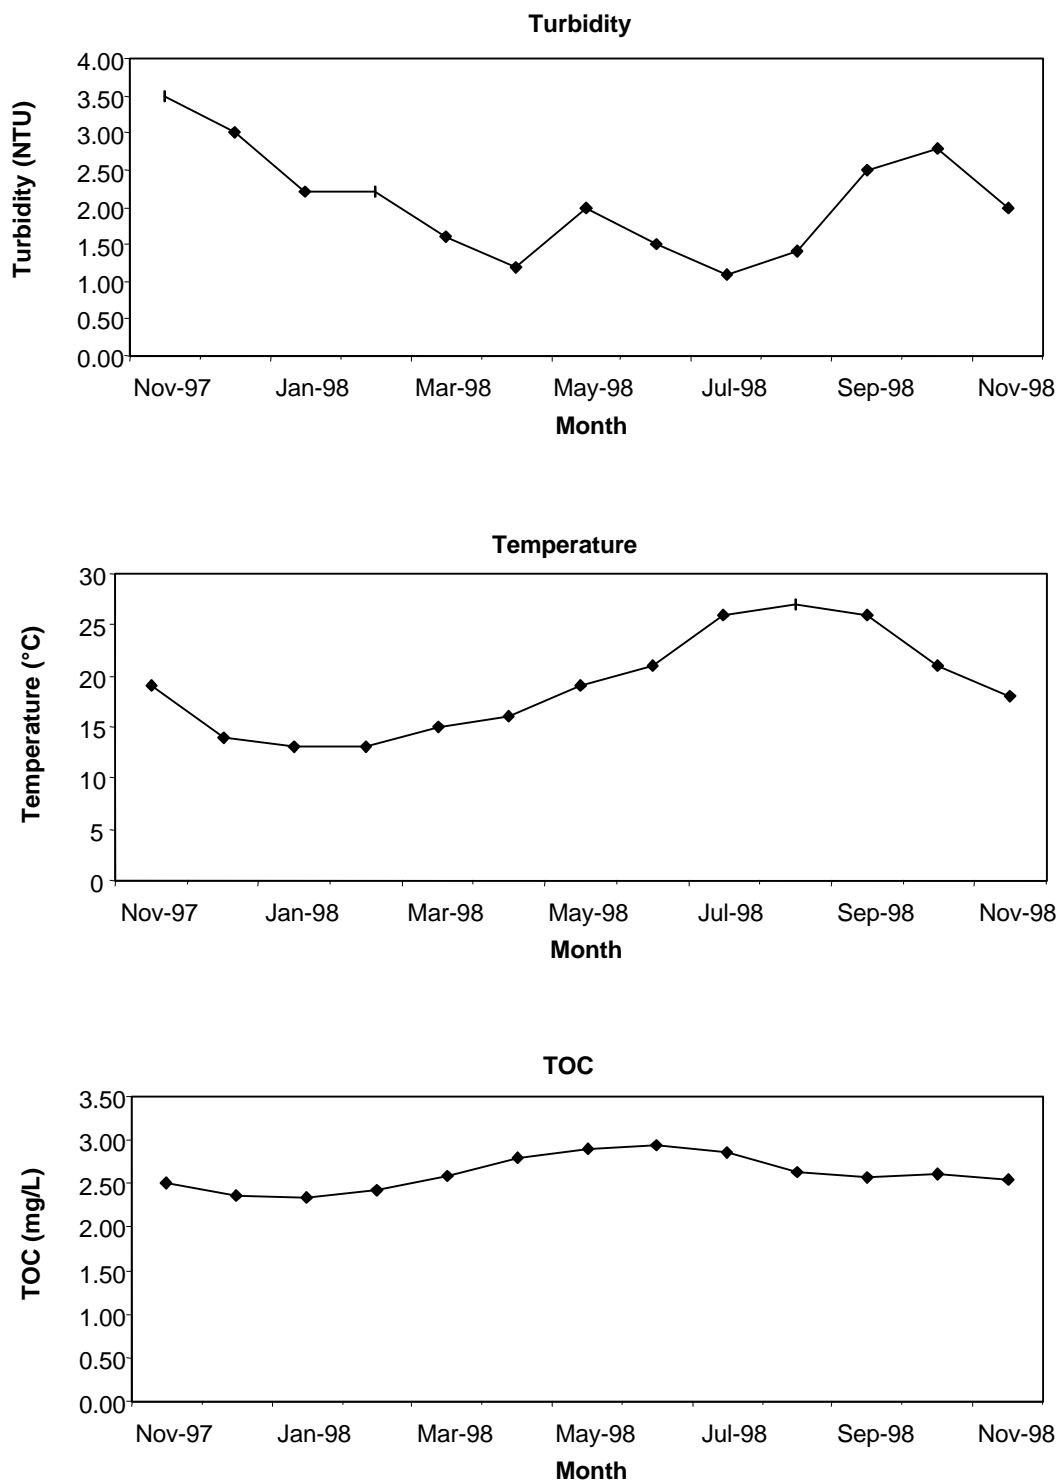 Turbidity
4.00
3.50
3.00
2.50
2.00
1.50
1.00
0.50
0.00
Turbidity (NTU)
Nov-97 Jan-98 Mar-98 May-98 Jul-98 Sep-98 Nov-98
Month
Temperature
30
25
20
15
10
5
0
Temperature (°C)
Nov-97 Jan-98 Mar-98 May-98 Jul-98 Sep-98 Nov-98
Month
TOC
3.50
3.00
2.50
2.00
1.50
1.00
0.50
0.00
TOC (mg/L)
Nov-97 Jan-98 Mar-98 May-98 Jul-98 Sep-98 Nov-98
Month